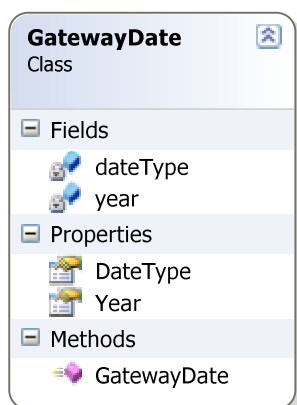 GatewayDate
Class
Fields
dateType
year
Properties
DateType
Year
Methods
GatewayDate